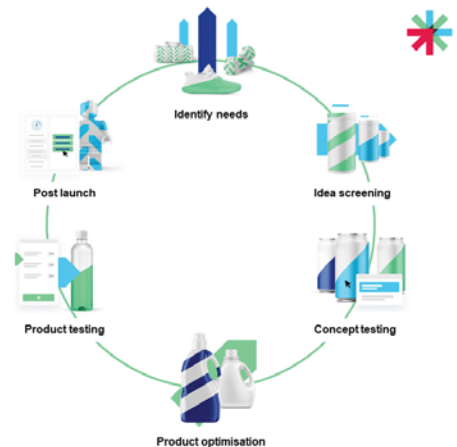 Identify needs
Post launch
Idea screening
Product testing
Concept testing
Product optimisation